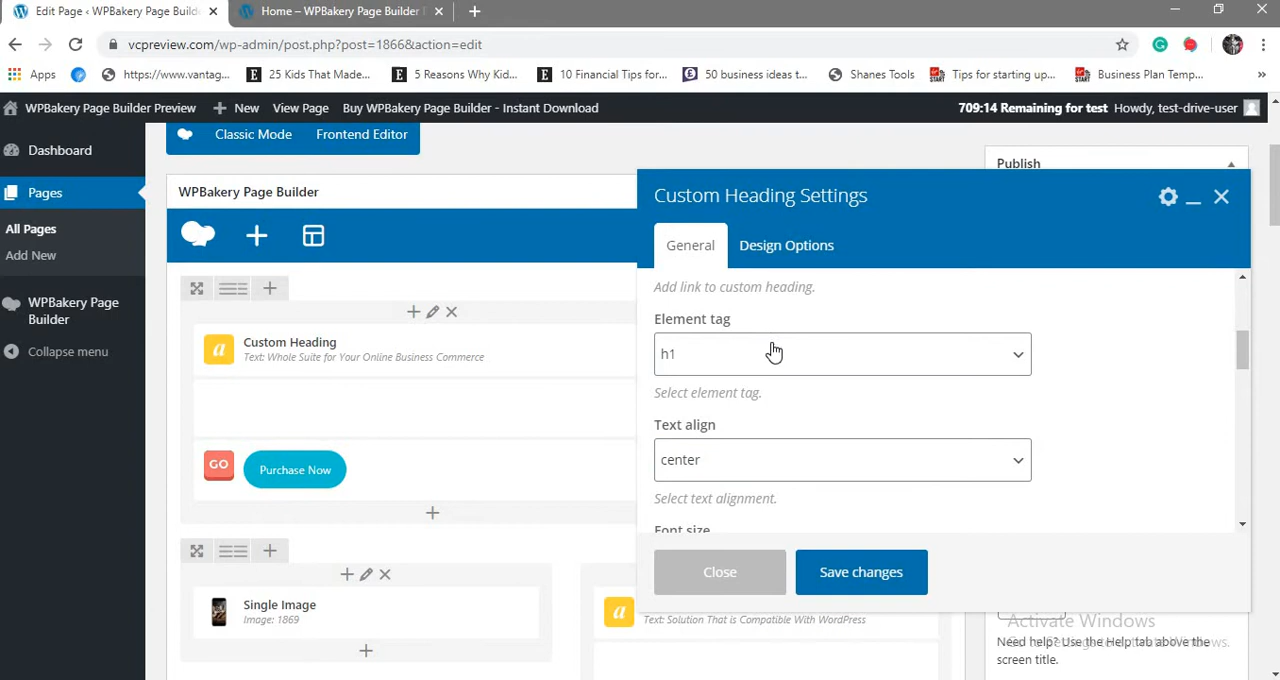 Edit Page < WPBakery Page Build
Home – WPBakery Page Builder
vcpreview.com/wp-admin/post.php?post=1866&action=edit
Apps
https://www.vantag...
25 Kids That Made...
5 Reasons Why Kid...
10 Financial Tips for...
50 business ideas t...
Shanes Tools
Tips for starting up...
Business Plan Temp...
»
WPBakery Page Builder Preview
New
View Page
Buy WPBakery Page Builder - Instant Download
709:14 Remaining for test
Howdy, test-drive-user
Dashboard
Pages
All Pages
Add New
WPBakery Page
Builder
Collapse menu
Classic Mode
Frontend Editor
Publish
WPBakery Page Builder
Custom Heading
Text: Whole Suite for Your Online Business Commerce
GO
Purchase Now
Single Image
Image: 1869
Text: Solution That is Compatible With WordPress
Custom Heading Settings
General
Design Options
Add link to custom heading.
Element tag
h1
Select element tag.
Text align
center
Select text alignment.
Font size
Close
Save changes
Activate Windows
Go to Settings to activate Windows.
Need help? Use the Help tab above the
screen title.